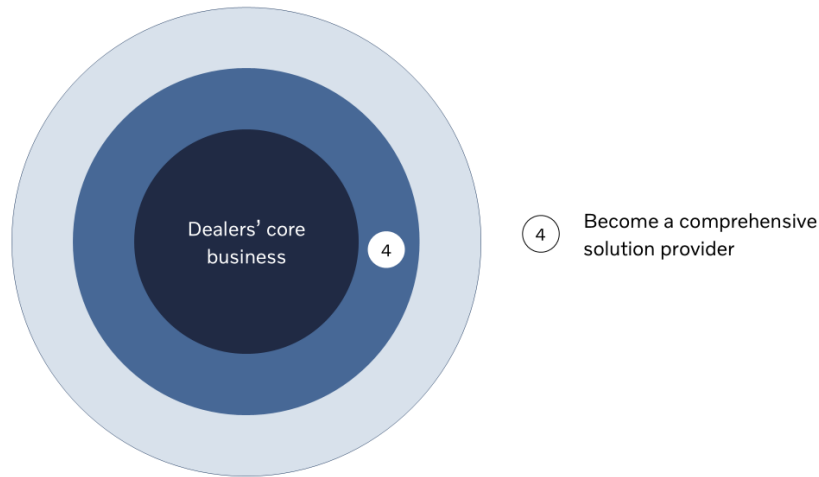 Dealers’ core
business
4
4
Become a comprehensive
solution provider